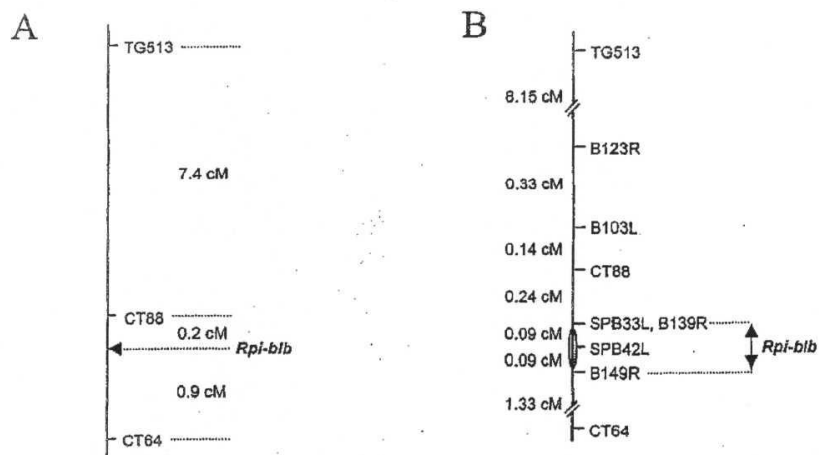 A
TG513
7.4 cM
CT88
0.2 cM
Rpi-blb
0.9 cM
CT64
B
TG513
8.15 cM
B123R
0.33 cM
B103L
0.14 cM
CT88
0.24 cM
SPB33L, B139R
0.09 cM
SPB42L
Rpi-blb
0.09 cM
B149R
1.33 cM
CT64